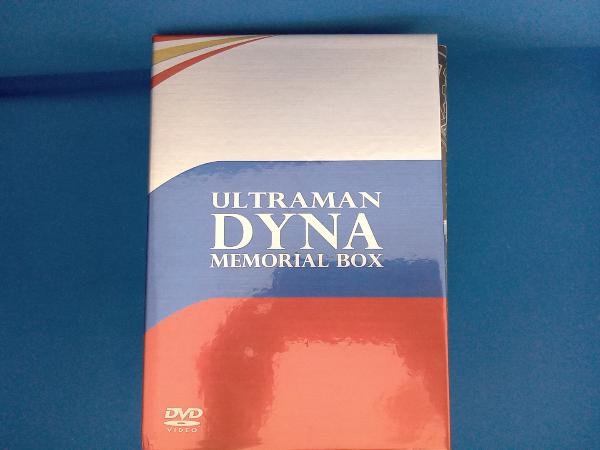 ULTRAMAN
DYNA
MEMORIAL BOX
DVD
VIDEO